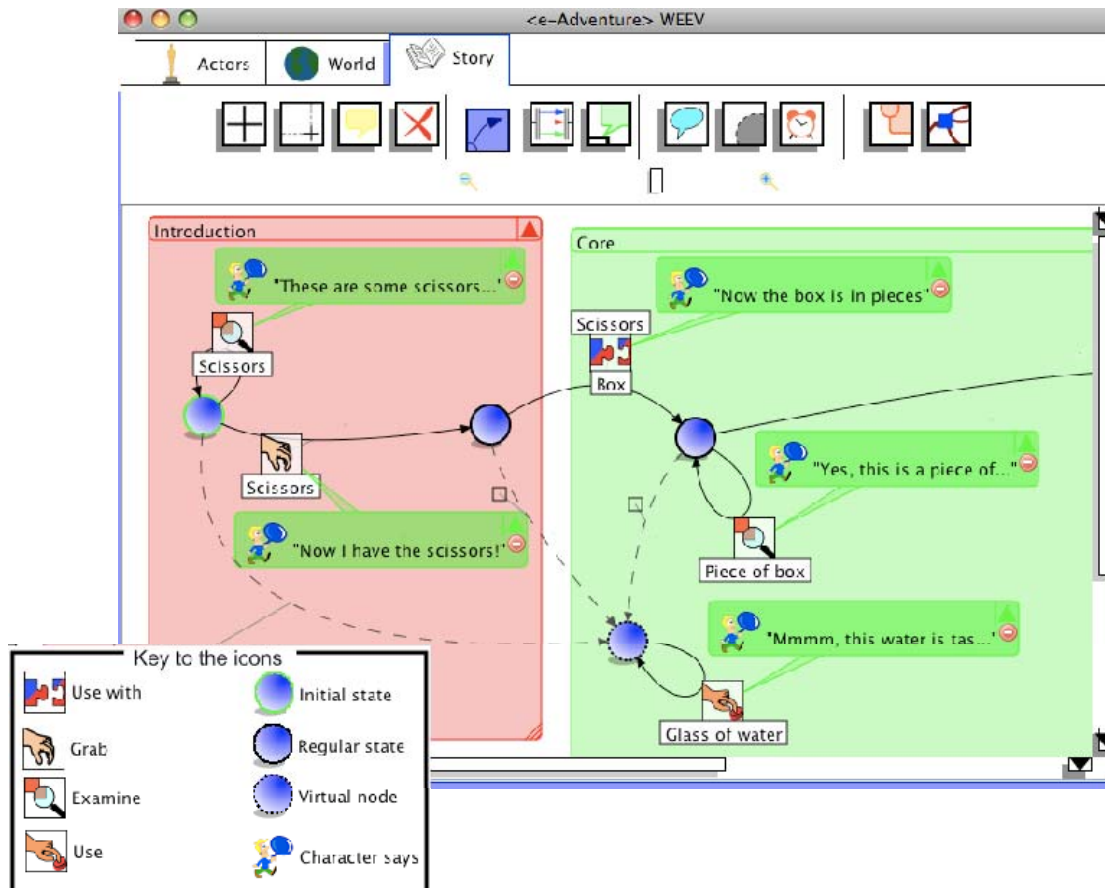 <e-Adventure> WEEV
Actors
World
Story
Introduction
"These are some scissors..."
Scissors
Scissors
"Now I have the scissors!"
Core
"Now the box is in pieces"
Scissors
Box
"Yes, this is a piece of..."
Piece of box
"Mmmm, this water is tas..."
Glass of water
Key to the icons
Use with
Initial state
Grab
Regular state
Examine
Virtual node
Use
Character says